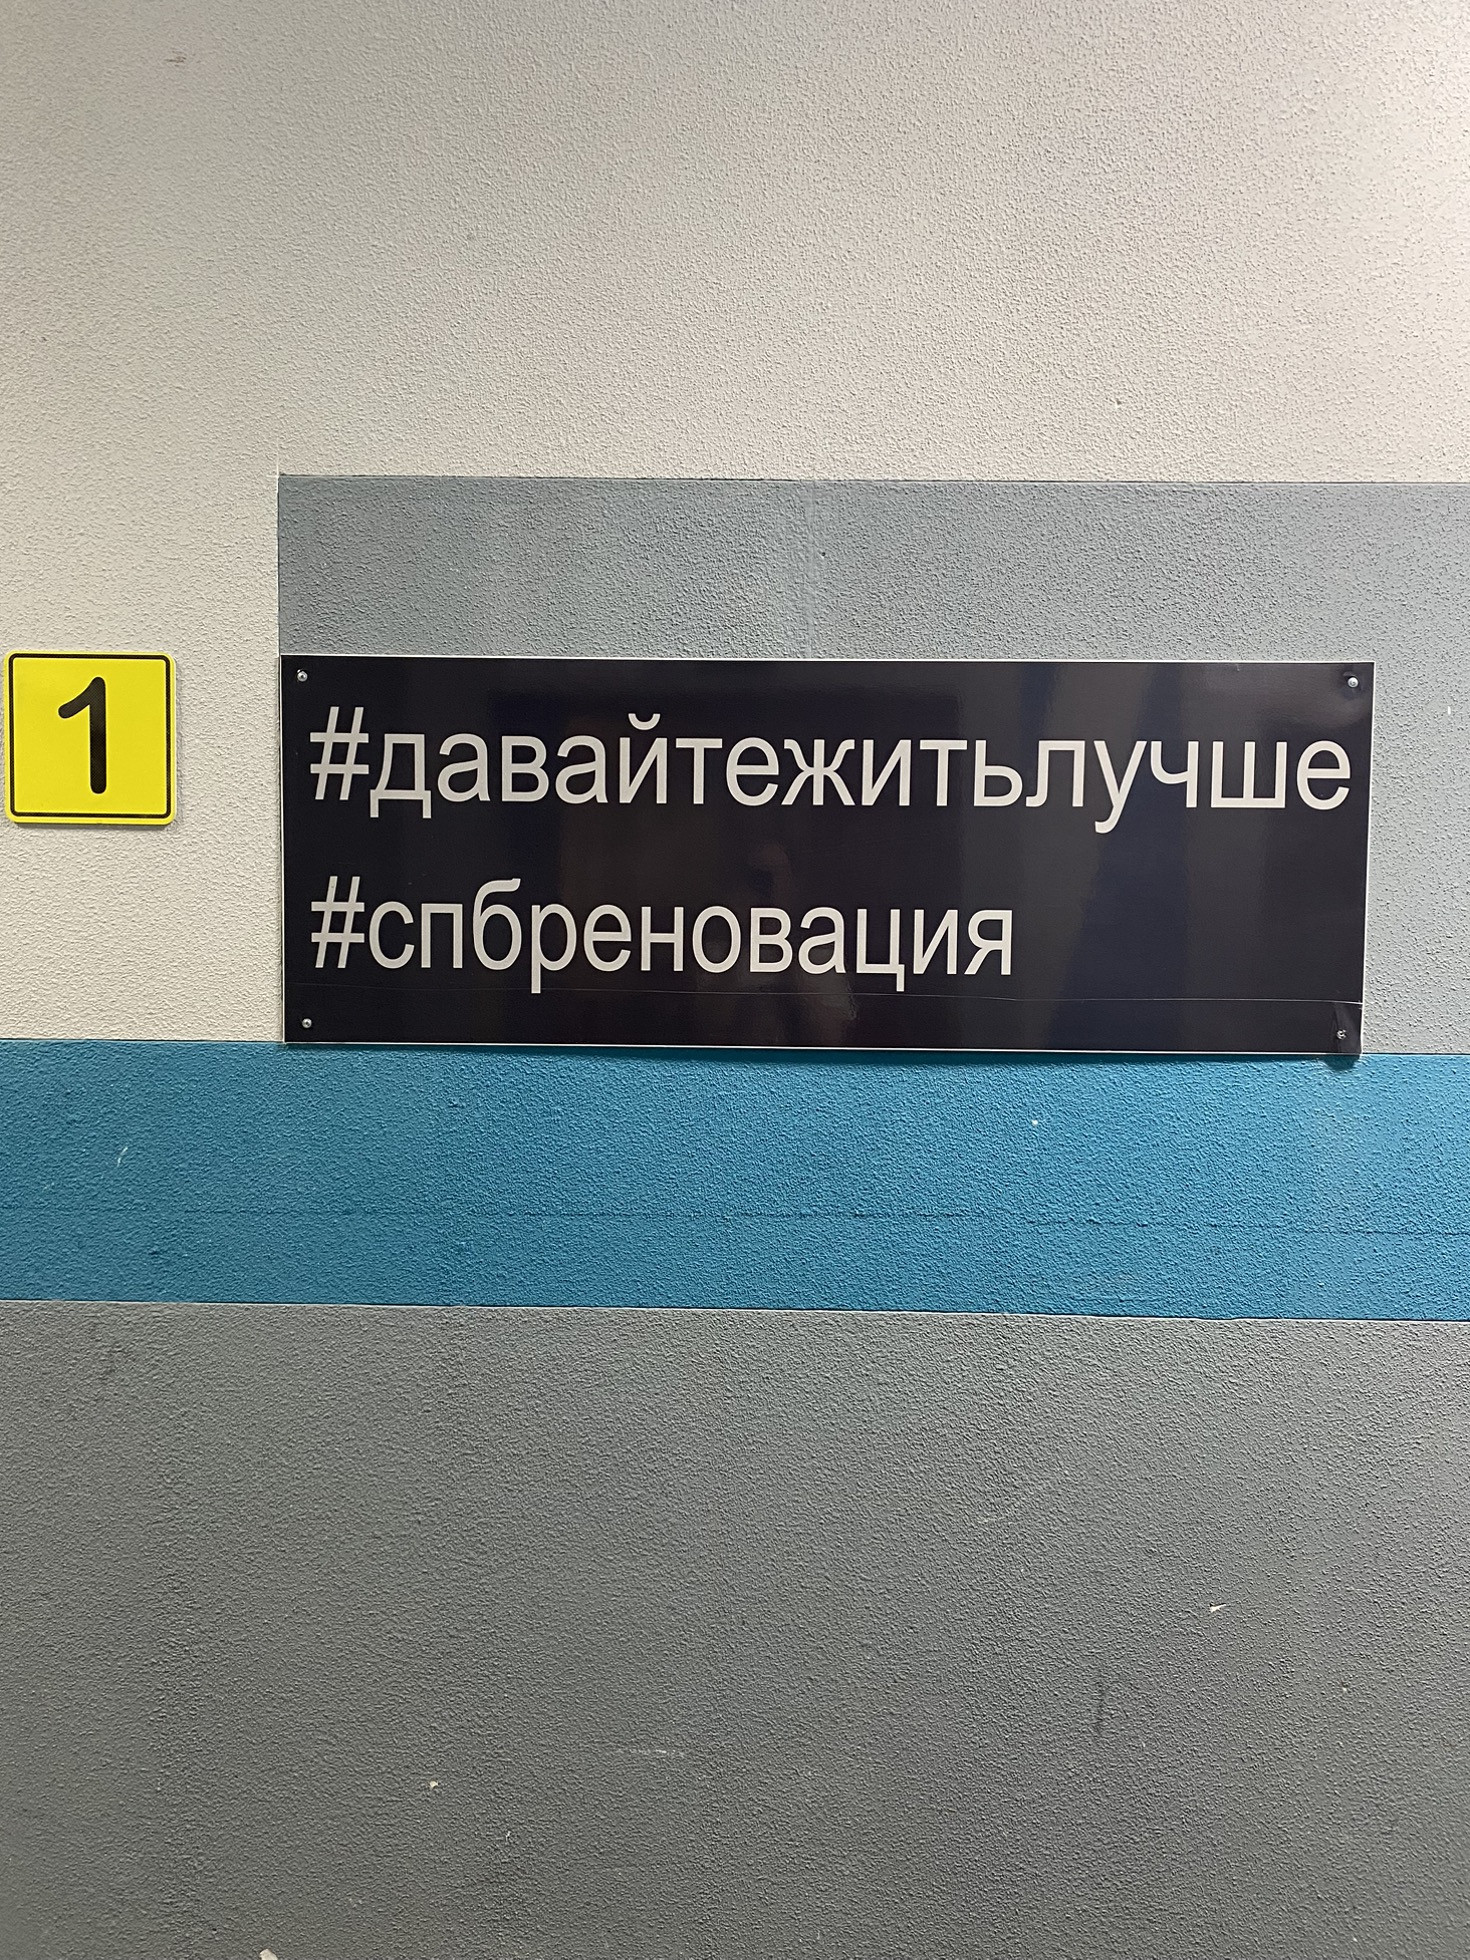 1
#давайтежитьлучше
#спбреновация